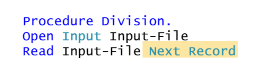 Procedure Division.
Open Input Input-File
Read Input-File Next Record